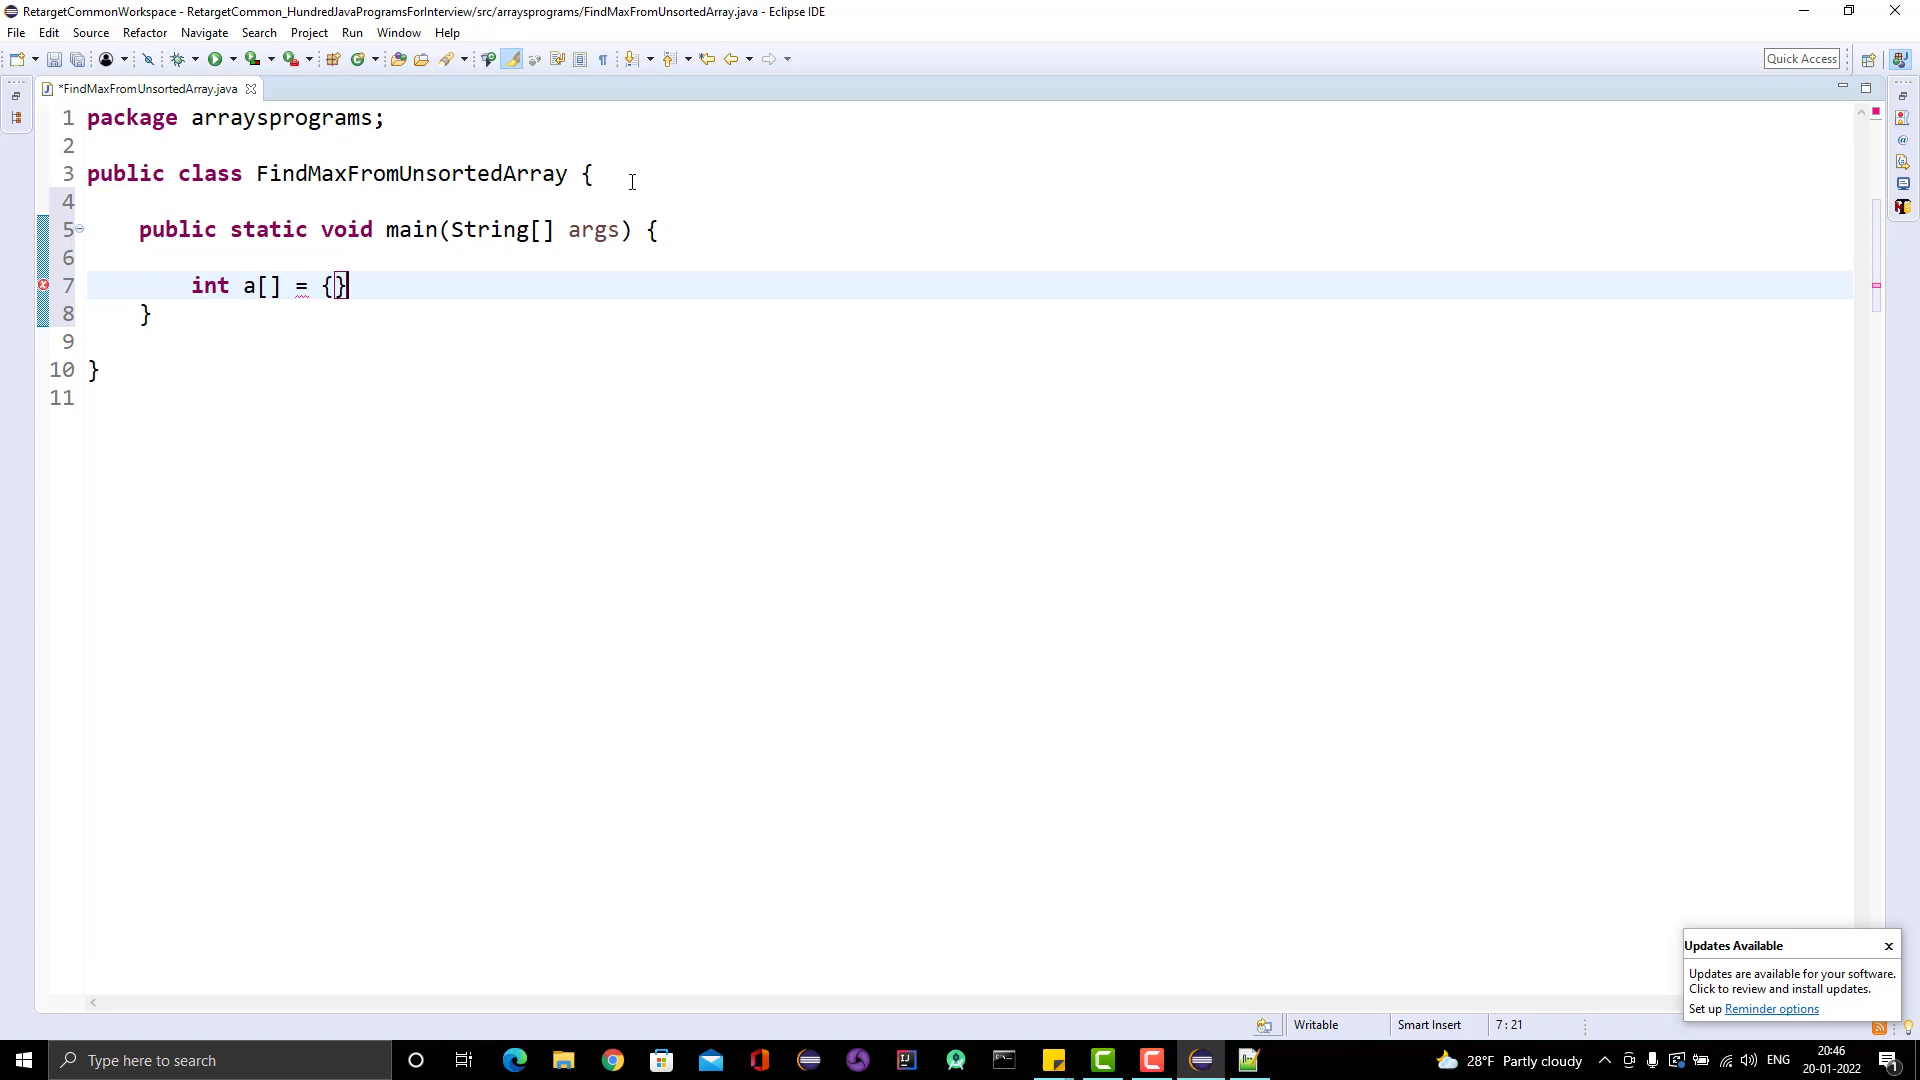 RetargetCommonWorkspace - RetargetCommon_HundredJavaProgramsForInterview/src/arraysprograms/FindMaxFromUnsortedArray.java - Eclipse IDE
File Edit Source Refactor Navigate Search Project Run Window Help
Quick Access
*FindMaxFromUnsortedArray.java
1 package arraysprograms;
2
3 public class FindMaxFromUnsortedArray {
4
5 public static void main(String[] args) {
6
7 int a[] = {}
8 }
9
10 }
11
Updates Available
Updates are available for your software.
Click to review and install updates.
Set up Reminder options
Writable Smart Insert 7 : 21
Type here to search
28°F Partly cloudy
ENG
20:46
20-01-2022
1